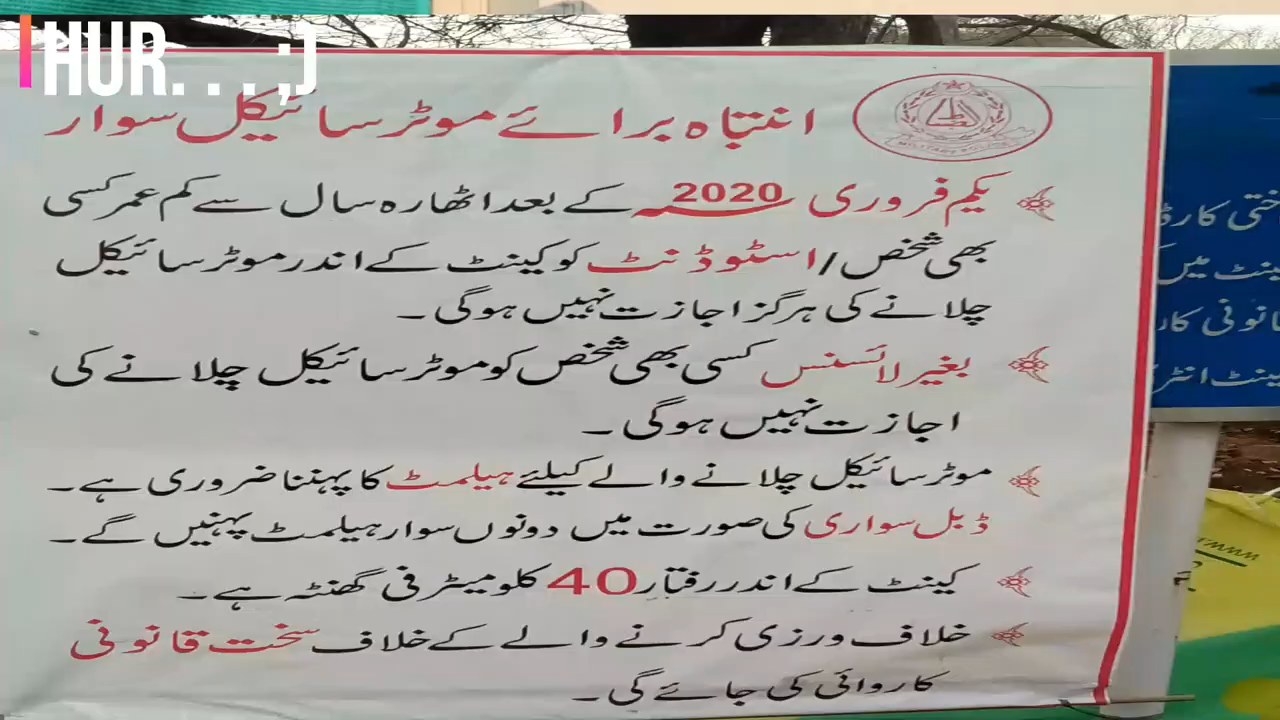 HUR. . . ;J
انتباہ برائے موٹر سائیکل سوار
MILITARY POLICE
یکم فروری 2020؁ کے بعد اٹھارہ سال سے کم عمر کسی
بھی شخص/اسٹوڈنٹ کو کینٹ کے اندر موٹر سائیکل
چلانے کی ہرگز اجازت نہیں ہوگی۔
بغیر لائسنس کسی بھی شخص کو موٹر سائیکل چلانے کی
اجازت نہیں ہوگی۔
موٹر سائیکل چلانے والے کیلئے ہیلمٹ کا پہننا ضروری ہے۔
ڈبل سواری کی صورت میں دونوں سوار ہیلمٹ پہنیں گے۔
کینٹ کے اندر رفتار 40 کلومیٹر فی گھنٹہ ہے۔
خلاف ورزی کرنے والے کے خلاف سخت قانونی
کاروائی کی جائے گی۔